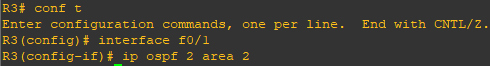 R3# conf t
Enter configuration commands, one per line.  End with CNTL/Z.
R3(config)# interface f0/1
R3(config-if)# ip ospf 2 area 2